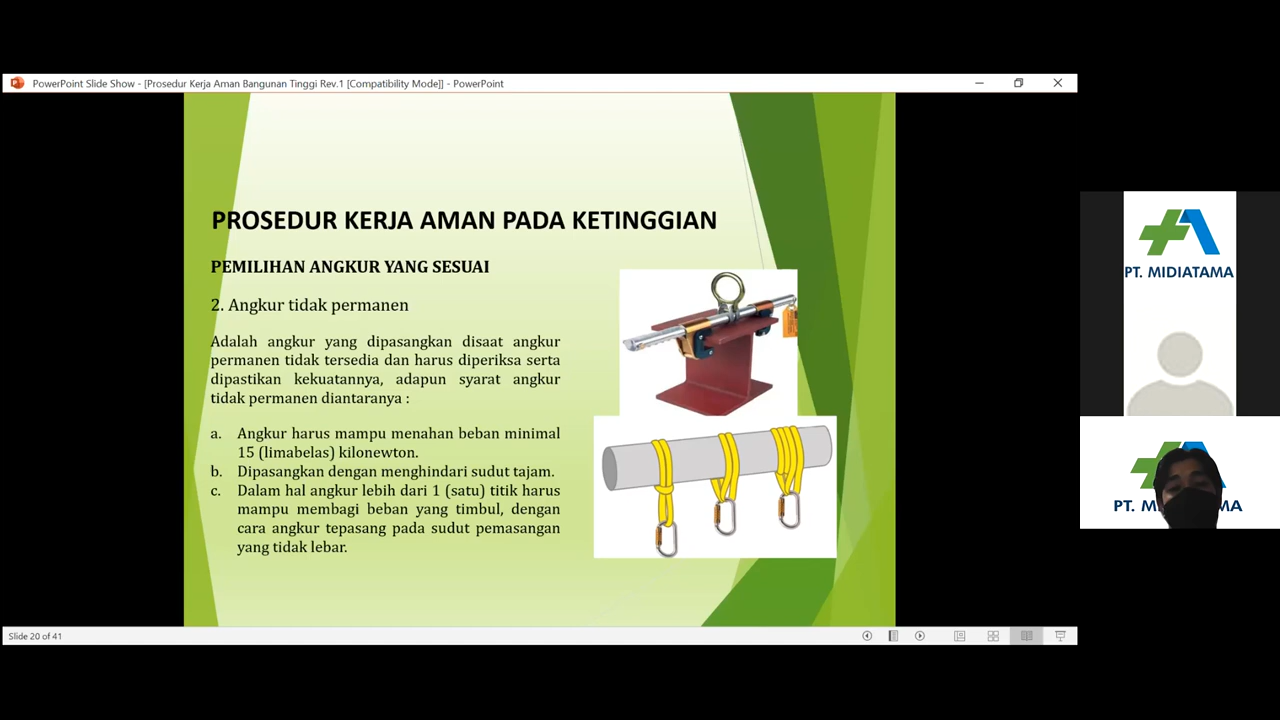 PowerPoint Slide Show - [Prosedur Kerja Aman Bangunan Tinggi Rev.1 [Compatibility Mode]] - PowerPoint
PROSEDUR KERJA AMAN PADA KETINGGIAN
PEMILIHAN ANGKUR YANG SESUAI
2. Angkur tidak permanen
Adalah angkur yang dipasangkan disaat angkur
permanen tidak tersedia dan harus diperiksa serta
dipastikan kekuatannya, adapun syarat angkur
tidak permanen diantaranya :
a. Angkur harus mampu menahan beban minimal
15 (limabelas) kilonewton.
b. Dipasangkan dengan menghindari sudut tajam.
c. Dalam hal angkur lebih dari 1 (satu) titik harus
mampu membagi beban yang timbul, dengan
cara angkur tepasang pada sudut pemasangan
yang tidak lebar.
Slide 20 of 41
PT. MIDIATAMA
PT. M MA